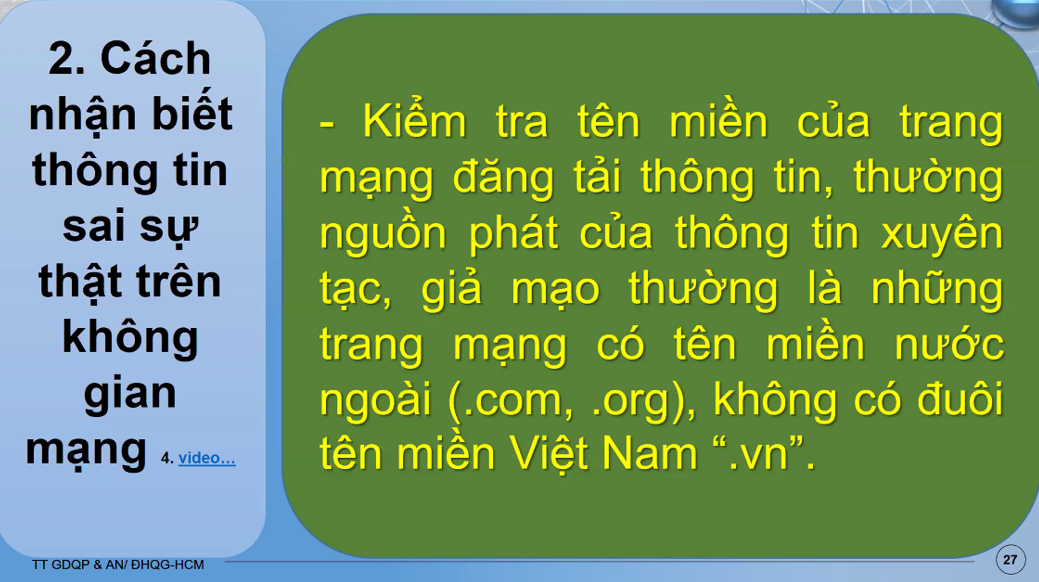 2. Cách
nhận biết
thông tin
sai sự
thật trên
không
gian
mạng 4. video...
- Kiểm tra tên miền của trang
mạng đăng tải thông tin, thường
nguồn phát của thông tin xuyên
tạc, giả mạo thường là những
trang mạng có tên miền nước
ngoài (.com, .org), không có đuôi
tên miền Việt Nam “.vn”.
TT GDQP & AN/ ĐHQG-HCM
27